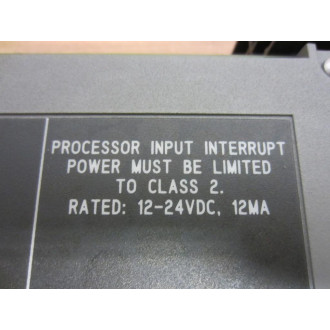 PROCESSOR INPUT INTERRUPT
POWER MUST BE LIMITED
TO CLASS 2.
RATED: 12-24VDC, 12MA